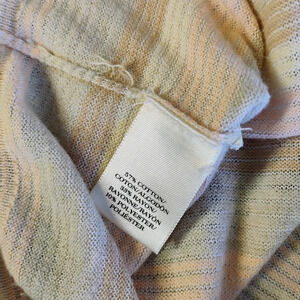 57% COTTON/
COTON/ALGODÓN
33% RAYON/
RAYONNE/RAYÓN
10% POLYESTER/
POLIÉSTER